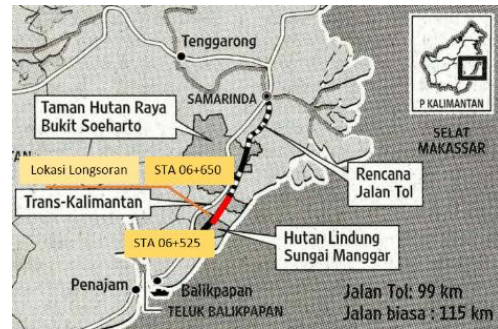 Tenggarong
SAMARINDA
P KALIMANTAN
Taman Hutan Raya
Bukit Soeharto
SELAT
MAKASSAR
Lokasi Longsoran
STA 06+650
Rencana
Jalan Tol
Trans-Kalimantan
STA 06+525
Hutan Lindung
Sungai Manggar
Penajam
Balikpapan
TELUK BALIKPAPAN
Jalan Tol: 99 km
Jalan biasa : 115 km